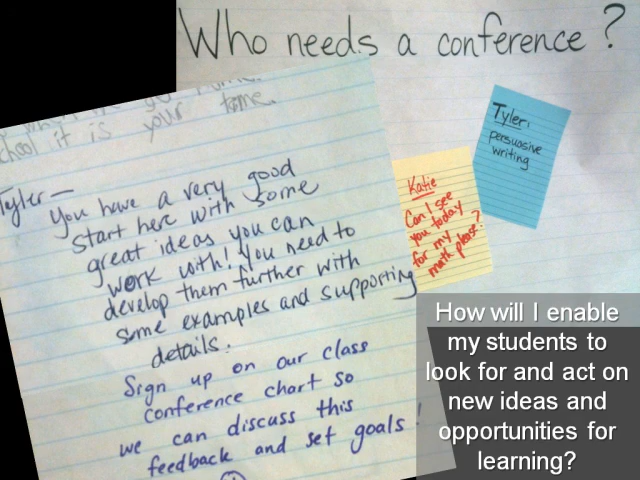 Who needs a conference?
Tyler:
persuasive
writing
Katie
Can I see
you today
for my
math please?
school it is your
Tyler—
You have a very good
start here with some
great ideas you can
work with! You need to
develop them further with
some examples and supporting
details.
Sign up on our class
conference chart so
we can discuss this
feedback and set goals!
How will I enable
my students to
look for and act on
new ideas and
opportunities for
learning?